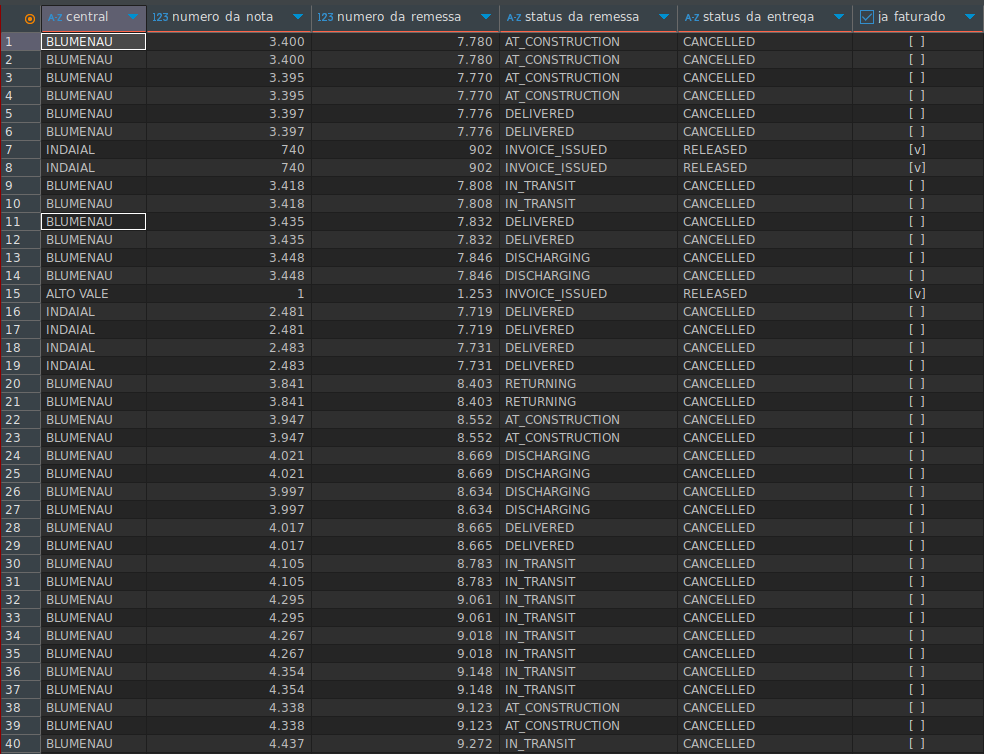 A-Z central 123 numero da nota 123 numero da remessa A-Z status da remessa A-Z status da entrega ja faturado
1 BLUMENAU 3.400 7.780 AT_CONSTRUCTION CANCELLED [ ]
2 BLUMENAU 3.400 7.780 AT_CONSTRUCTION CANCELLED [ ]
3 BLUMENAU 3.395 7.770 AT_CONSTRUCTION CANCELLED [ ]
4 BLUMENAU 3.395 7.770 AT_CONSTRUCTION CANCELLED [ ]
5 BLUMENAU 3.397 7.776 DELIVERED CANCELLED [ ]
6 BLUMENAU 3.397 7.776 DELIVERED CANCELLED [ ]
7 INDAIAL 740 902 INVOICE_ISSUED RELEASED [v]
8 INDAIAL 740 902 INVOICE_ISSUED RELEASED [v]
9 BLUMENAU 3.418 7.808 IN_TRANSIT CANCELLED [ ]
10 BLUMENAU 3.418 7.808 IN_TRANSIT CANCELLED [ ]
11 BLUMENAU 3.435 7.832 DELIVERED CANCELLED [ ]
12 BLUMENAU 3.435 7.832 DELIVERED CANCELLED [ ]
13 BLUMENAU 3.448 7.846 DISCHARGING CANCELLED [ ]
14 BLUMENAU 3.448 7.846 DISCHARGING CANCELLED [ ]
15 ALTO VALE 1 1.253 INVOICE_ISSUED RELEASED [v]
16 INDAIAL 2.481 7.719 DELIVERED CANCELLED [ ]
17 INDAIAL 2.481 7.719 DELIVERED CANCELLED [ ]
18 INDAIAL 2.483 7.731 DELIVERED CANCELLED [ ]
19 INDAIAL 2.483 7.731 DELIVERED CANCELLED [ ]
20 BLUMENAU 3.841 8.403 RETURNING CANCELLED [ ]
21 BLUMENAU 3.841 8.403 RETURNING CANCELLED [ ]
22 BLUMENAU 3.947 8.552 AT_CONSTRUCTION CANCELLED [ ]
23 BLUMENAU 3.947 8.552 AT_CONSTRUCTION CANCELLED [ ]
24 BLUMENAU 4.021 8.669 DISCHARGING CANCELLED [ ]
25 BLUMENAU 4.021 8.669 DISCHARGING CANCELLED [ ]
26 BLUMENAU 3.997 8.634 DISCHARGING CANCELLED [ ]
27 BLUMENAU 3.997 8.634 DISCHARGING CANCELLED [ ]
28 BLUMENAU 4.017 8.665 DELIVERED CANCELLED [ ]
29 BLUMENAU 4.017 8.665 DELIVERED CANCELLED [ ]
30 BLUMENAU 4.105 8.783 IN_TRANSIT CANCELLED [ ]
31 BLUMENAU 4.105 8.783 IN_TRANSIT CANCELLED [ ]
32 BLUMENAU 4.295 9.061 IN_TRANSIT CANCELLED [ ]
33 BLUMENAU 4.295 9.061 IN_TRANSIT CANCELLED [ ]
34 BLUMENAU 4.267 9.018 IN_TRANSIT CANCELLED [ ]
35 BLUMENAU 4.267 9.018 IN_TRANSIT CANCELLED [ ]
36 BLUMENAU 4.354 9.148 IN_TRANSIT CANCELLED [ ]
37 BLUMENAU 4.354 9.148 IN_TRANSIT CANCELLED [ ]
38 BLUMENAU 4.338 9.123 AT_CONSTRUCTION CANCELLED [ ]
39 BLUMENAU 4.338 9.123 AT_CONSTRUCTION CANCELLED [ ]
40 BLUMENAU 4.437 9.272 IN_TRANSIT CANCELLED [ ]